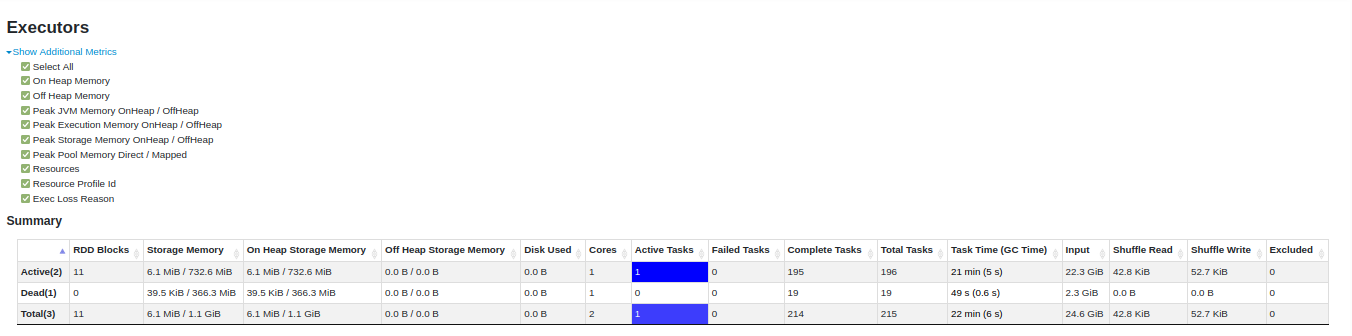 Executors
Show Additional Metrics
Select All
On Heap Memory
Off Heap Memory
Peak JVM Memory OnHeap / OffHeap
Peak Execution Memory OnHeap / OffHeap
Peak Storage Memory OnHeap / OffHeap
Peak Pool Memory Direct / Mapped
Resources
Resource Profile Id
Exec Loss Reason
Summary
RDD Blocks Storage Memory On Heap Storage Memory Off Heap Storage Memory Disk Used Cores Active Tasks Failed Tasks Complete Tasks Total Tasks Task Time (GC Time) Input Shuffle Read Shuffle Write Excluded
Active(2) 11 6.1 MiB / 732.6 MiB 6.1 MiB / 732.6 MiB 0.0 B / 0.0 B 0.0 B 1 1 0 195 196 21 min (5 s) 22.3 GiB 42.8 KiB 52.7 KiB 0
Dead(1) 0 39.5 KiB / 366.3 MiB 39.5 KiB / 366.3 MiB 0.0 B / 0.0 B 0.0 B 1 0 0 19 19 49 s (0.6 s) 2.3 GiB 0.0 B 0.0 B 0
Total(3) 11 6.1 MiB / 1.1 GiB 6.1 MiB / 1.1 GiB 0.0 B / 0.0 B 0.0 B 2 1 0 214 215 22 min (6 s) 24.6 GiB 42.8 KiB 52.7 KiB 0